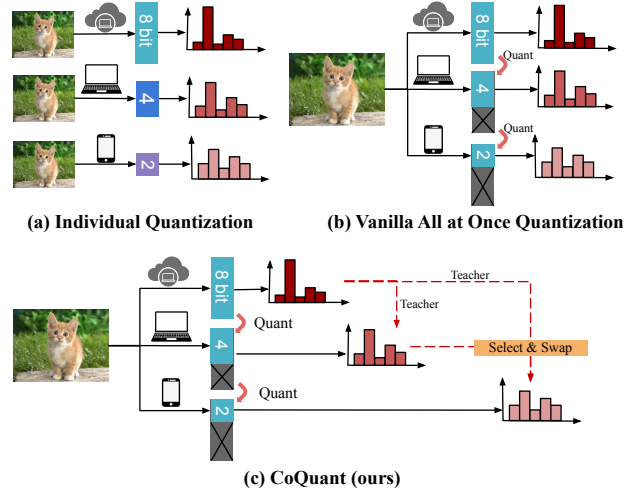 8 bit
4
2
(a) Individual Quantization
8 bit
Quant
4
Quant
2
(b) Vanilla All at Once Quantization
8 bit
Teacher
Teacher
Quant
4
Select & Swap
Quant
2
(c) CoQuant (ours)